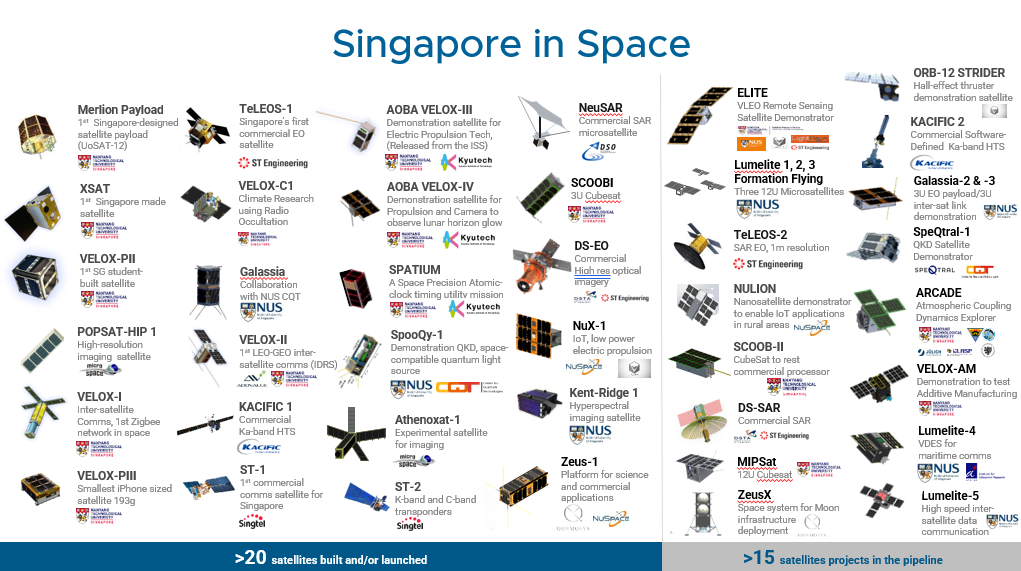 Singapore in Space
Merlion Payload
1st Singapore-designed
satellite payload
(UoSAT-12)
NANYANG
TECHNOLOGICAL
UNIVERSITY
SINGAPORE
XSAT
1st Singapore made
satellite
NANYANG
TECHNOLOGICAL
UNIVERSITY
SINGAPORE
VELOX-PII
1st SG student-
built satellite
NANYANG
TECHNOLOGICAL
UNIVERSITY
SINGAPORE
POPSAT-HIP 1
High-resolution
imaging satellite
micro
space
VELOX-I
Inter-satellite
Comms, 1st Zigbee
network in space
NANYANG
TECHNOLOGICAL
UNIVERSITY
SINGAPORE
VELOX-PIII
Smallest iPhone sized
satellite 193g
NANYANG
TECHNOLOGICAL
UNIVERSITY
SINGAPORE
TeLEOS-1
Singapore's first
commercial EO
satellite
ST Engineering
VELOX-C1
Climate Research
using Radio
Occultation
NANYANG
TECHNOLOGICAL
UNIVERSITY
SINGAPORE
Galassia
Collaboration
with NUS CQT
NUS
VELOX-II
1st LEO-GEO inter-
satellite comms (IDRS)
NANYANG
TECHNOLOGICAL
UNIVERSITY
SINGAPORE
KACIFIC 1
Commercial
Ka-band HTS
KACIFIC
ST-1
1st commercial
comms satellite for
Singapore
Singtel
AOBA VELOX-III
Demonstration satellite for
Electric Propulsion Tech,
(Released from the ISS)
NANYANG
TECHNOLOGICAL
UNIVERSITY
SINGAPORE
Kyutech
AOBA VELOX-IV
Demonstration satellite for
Propulsion and Camera to
observe lunar horizon glow
NANYANG
TECHNOLOGICAL
UNIVERSITY
SINGAPORE
Kyutech
SPATIUM
A Space Precision Atomic-
clock timing utility mission
NANYANG
TECHNOLOGICAL
UNIVERSITY
SINGAPORE
Kyutech
SpooQy-1
Demonstration QKD, space-
compatible quantum light
source
NUS
CQT
Athenoxat-1
Experimental satellite
for imaging
micro
space
ST-2
K-band and C-band
transponders
Singtel
NeuSAR
Commercial SAR
microsatellite
DSO
SCOOBI
3U Cubesat
NANYANG
TECHNOLOGICAL
UNIVERSITY
SINGAPORE
DS-EO
Commercial
High res optical
imagery
DSTA
ST Engineering
NuX-1
IoT, low power
electric propulsion
NUSPACE
Kent-Ridge 1
Hyperspectral
imaging satellite
NUS
Zeus-1
Platform for science
and commercial
applications
QOSMOSYS
NUSPACE
>20 satellites built and/or launched
ELITE
VLEO Remote Sensing
Satellite Demonstrator
NUS
Lumelite 1, 2, 3
Formation Flying
Three 12U Microsatellites
NUS
TeLEOS-2
SAR EO, 1m resolution
ST Engineering
NULION
Nanosatellite demonstrator
to enable IoT applications
in rural areas
NUSPACE
SCOOB-II
CubeSat to rest
commercial processor
NANYANG
TECHNOLOGICAL
UNIVERSITY
SINGAPORE
DS-SAR
Commercial SAR
DSTA
ST Engineering
MIPSat
12U Cubesat
NANYANG
TECHNOLOGICAL
UNIVERSITY
SINGAPORE
ZeusX
Space system for Moon
infrastructure
deployment
QOSMOSYS
ORB-12 STRIDER
Hall-effect thruster
demonstration satellite
KACIFIC 2
Commercial Software-
Defined Ka-band HTS
KACIFIC
Galassia-2 & -3
3U EO payload/3U
inter-sat link
demonstration
NUS
SpeQtral-1
QKD Satellite
Demonstrator
SPEQTRAL
CQT
ARCADE
Atmospheric Coupling
Dynamics Explorer
NANYANG
TECHNOLOGICAL
UNIVERSITY
SINGAPORE
JÜLICH
LASP
VELOX-AM
Demonstration to test
Additive Manufacturing
NANYANG
TECHNOLOGICAL
UNIVERSITY
SINGAPORE
Lumelite-4
VDES for
maritime comms
NUS
Lumelite-5
High speed inter-
satellite data
communication
NUS
>15 satellites projects in the pipeline